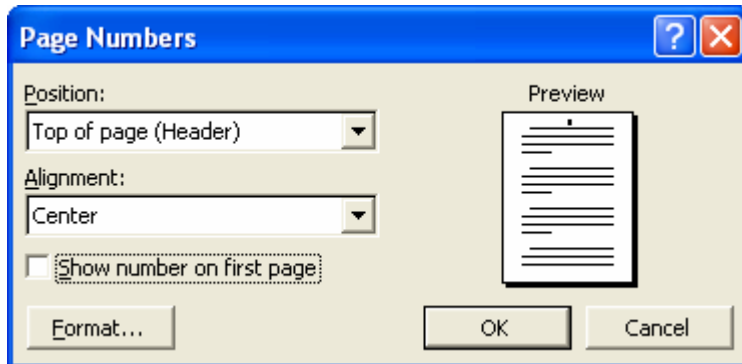 Page Numbers
Position:
Preview
Top of page (Header)
Alignment:
Center
Show number on first page
Format...
OK
Cancel